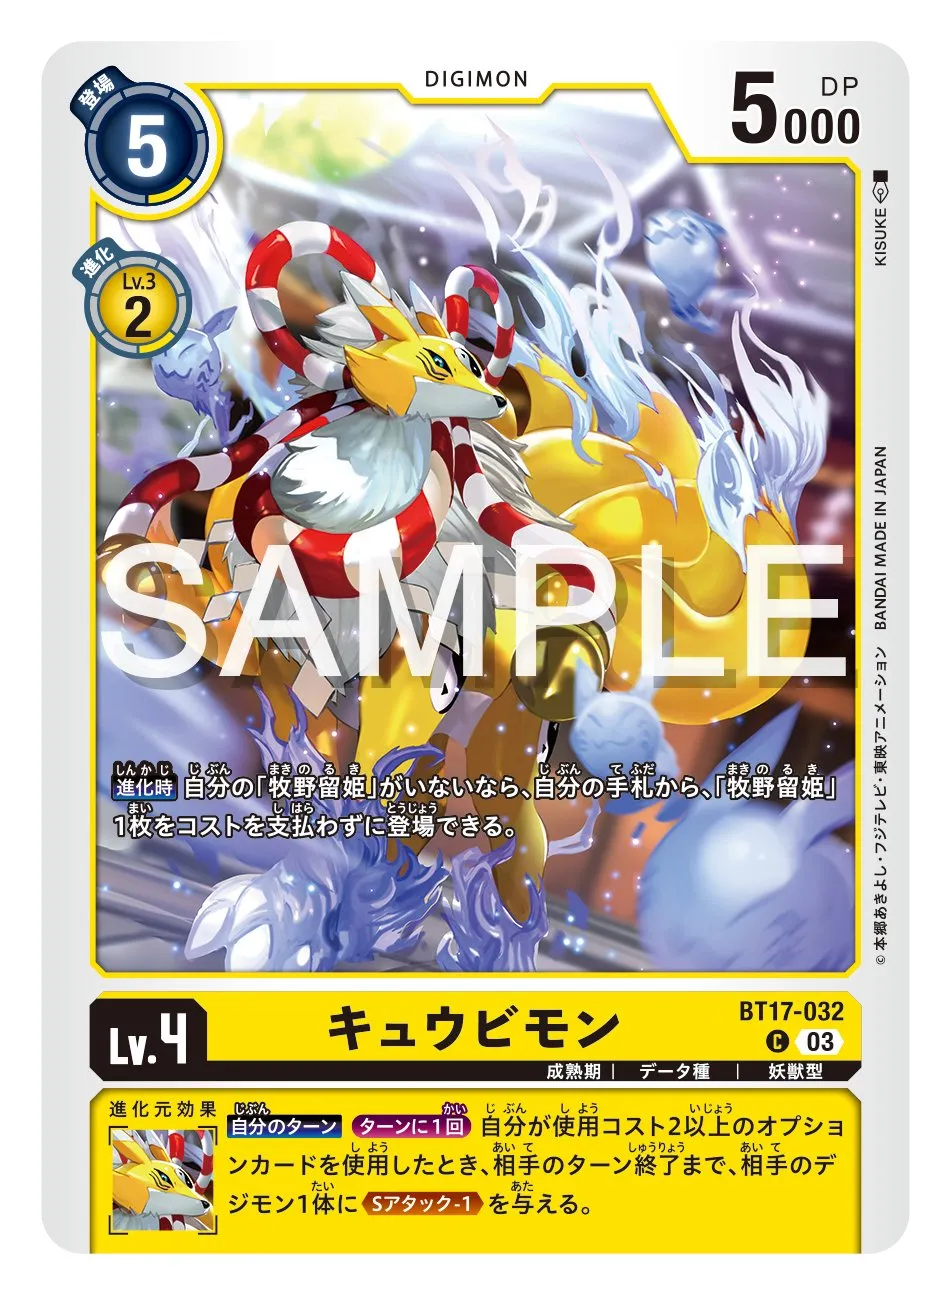 登場
5
DIGIMON
DP
5000
進化
Lv.3
2
KISUKE
BANDAI MADE IN JAPAN
©本郷あきよし・フジテレビ・東映アニメーション
SAMPLE
進化時 自分の「牧野留姫」がいないなら、自分の手札から、「牧野留姫」
1枚をコストを支払わずに登場できる。
Lv.4
キュウビモン
BT17-032
C 03
成熟期 | データ種 | 妖獣型
進化元効果
自分のターン ターンに1回 自分が使用コスト2以上のオプショ
ンカードを使用したとき、相手のターン終了まで、相手のデ
ジモン1体に Sアタック-1 を与える。